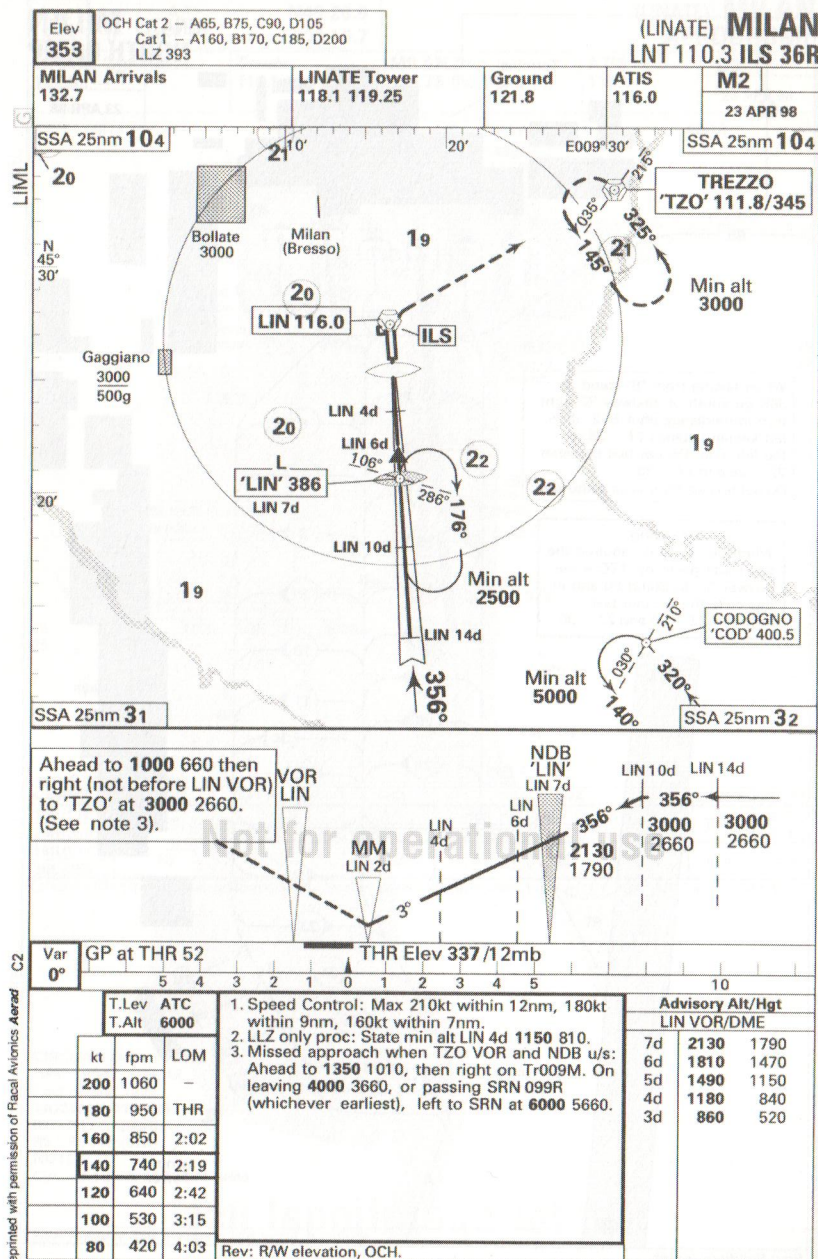 Elev
353
OCH Cat 2 – A65, B75, C90, D105
Cat 1 – A160, B170, C185, D200
LLZ 393
(LINATE) MILAN
LNT 110.3 ILS 36R
MILAN Arrivals
132.7
LINATE Tower
118.1 119.25
Ground
121.8
ATIS
116.0
M2
23 APR 98
G
LIML
SSA 25nm 104
10'
20'
E009°30'
SSA 25nm 104
20
21
215°
TREZZO
'TZO' 111.8/345
035°
325°
145°
21
Bollate
3000
Milan
(Bresso)
19
N
45°
30'
Min alt
3000
20
LIN 116.0
ILS
Gaggiano
3000
500g
LIN 4d
20
19
LIN 6d
22
106°
L
'LIN' 386
286°
22
LIN 7d
176°
20'
LIN 10d
Min alt
2500
19
LIN 14d
210°
CODOGNO
'COD' 400.5
030°
Min alt
5000
320°
140°
356°
SSA 25nm 31
SSA 25nm 32
Ahead to 1000 660 then
right (not before LIN VOR)
to 'TZO' at 3000 2660.
(See note 3).
VOR
LIN
NDB
'LIN'
LIN 7d
LIN 10d
LIN 14d
MM
LIN 2d
LIN
4d
LIN
6d
356°
356°
2130
1790
3000
2660
3000
2660
3°
Not for operational use
Var
0°
GP at THR 52
THR Elev 337/12mb
5 4 3 2 1 0 1 2 3 4 5 10
T.Lev ATC
T.Alt 6000
kt fpm LOM
200 1060 –
180 950 THR
160 850 2:02
140 740 2:19
120 640 2:42
100 530 3:15
80 420 4:03
1. Speed Control: Max 210kt within 12nm, 180kt
within 9nm, 160kt within 7nm.
2. LLZ only proc: State min alt LIN 4d 1150 810.
3. Missed approach when TZO VOR and NDB u/s:
Ahead to 1350 1010, then right on Tr009M. On
leaving 4000 3660, or passing SRN 099R
(whichever earliest), left to SRN at 6000 5660.
Rev: R/W elevation, OCH.
Advisory Alt/Hgt
LIN VOR/DME
7d 2130 1790
6d 1810 1470
5d 1490 1150
4d 1180 840
3d 860 520
eprinted with permission of Racal Avionics Aerad C2